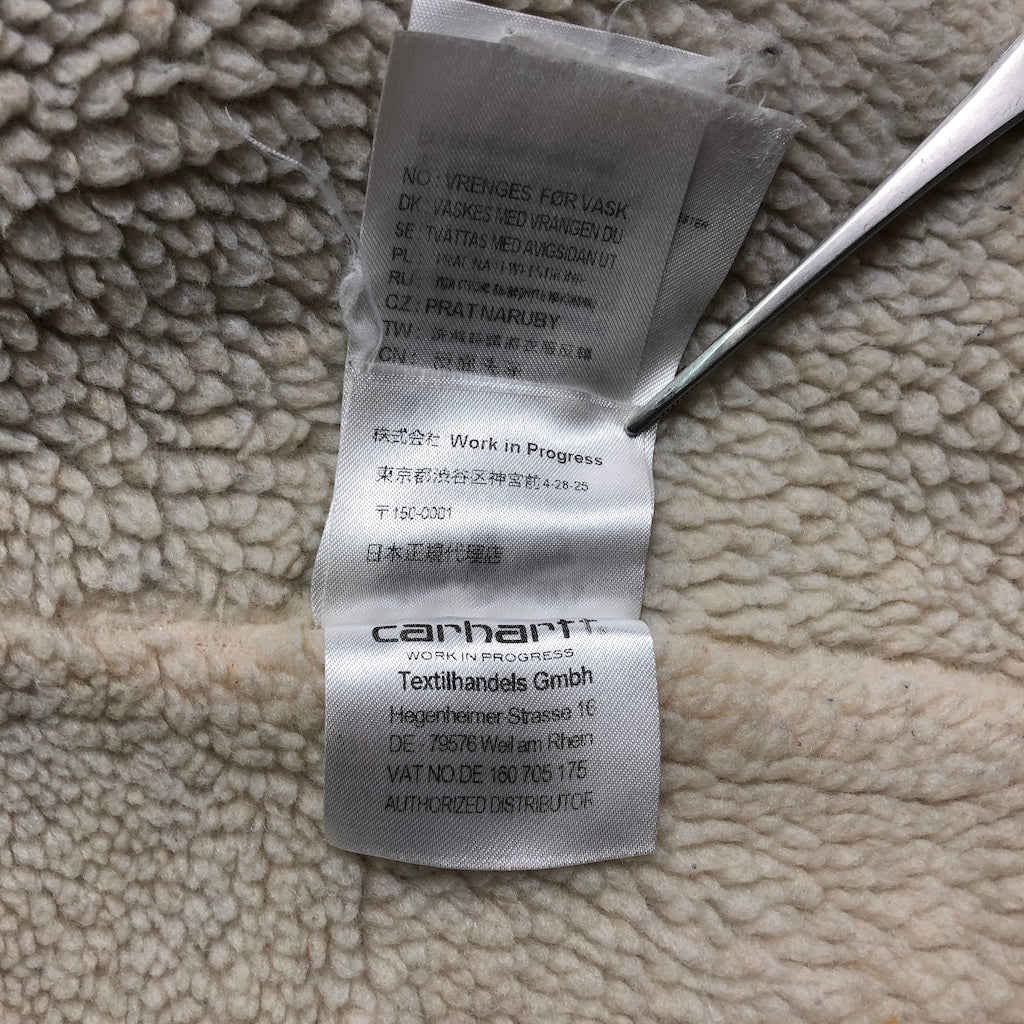 NO : VRENGES FØR VASK
DK : VASKES MED VRANGEN DU
ESTER
SE : TVÄTTAS MED AVIGSIDAN UT
PL :
RU :
CZ : PRAT NARUBY
TW :
CN :
株式会社 Work in Progress
東京都渋谷区神宮前4-28-25
〒150-0001
日本正規代理店
carhartt®
WORK IN PROGRESS
Textilhandels Gmbh
Hegenheimer Strasse 16
DE - 79576 Weil am Rhein
VAT NO.DE 160 705 175
AUTHORIZED DISTRIBUTOR